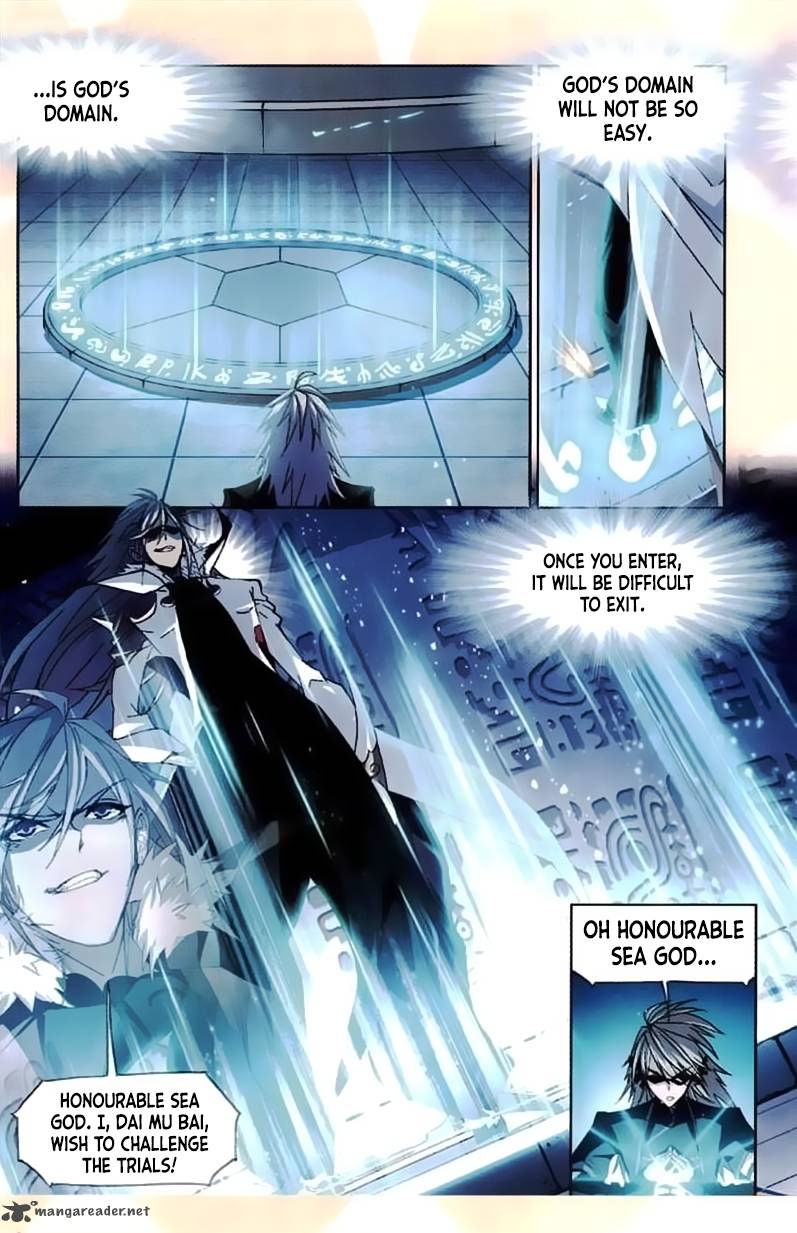 ...IS GOD'S
DOMAIN.
GOD'S DOMAIN
WILL NOT BE SO
EASY.
ONCE YOU ENTER,
IT WILL BE DIFFICULT
TO EXIT.
OH HONOURABLE
SEA GOD...
HONOURABLE SEA
GOD. I, DAI MU BAI,
WISH TO CHALLENGE
THE TRIALS!
mangareader.net